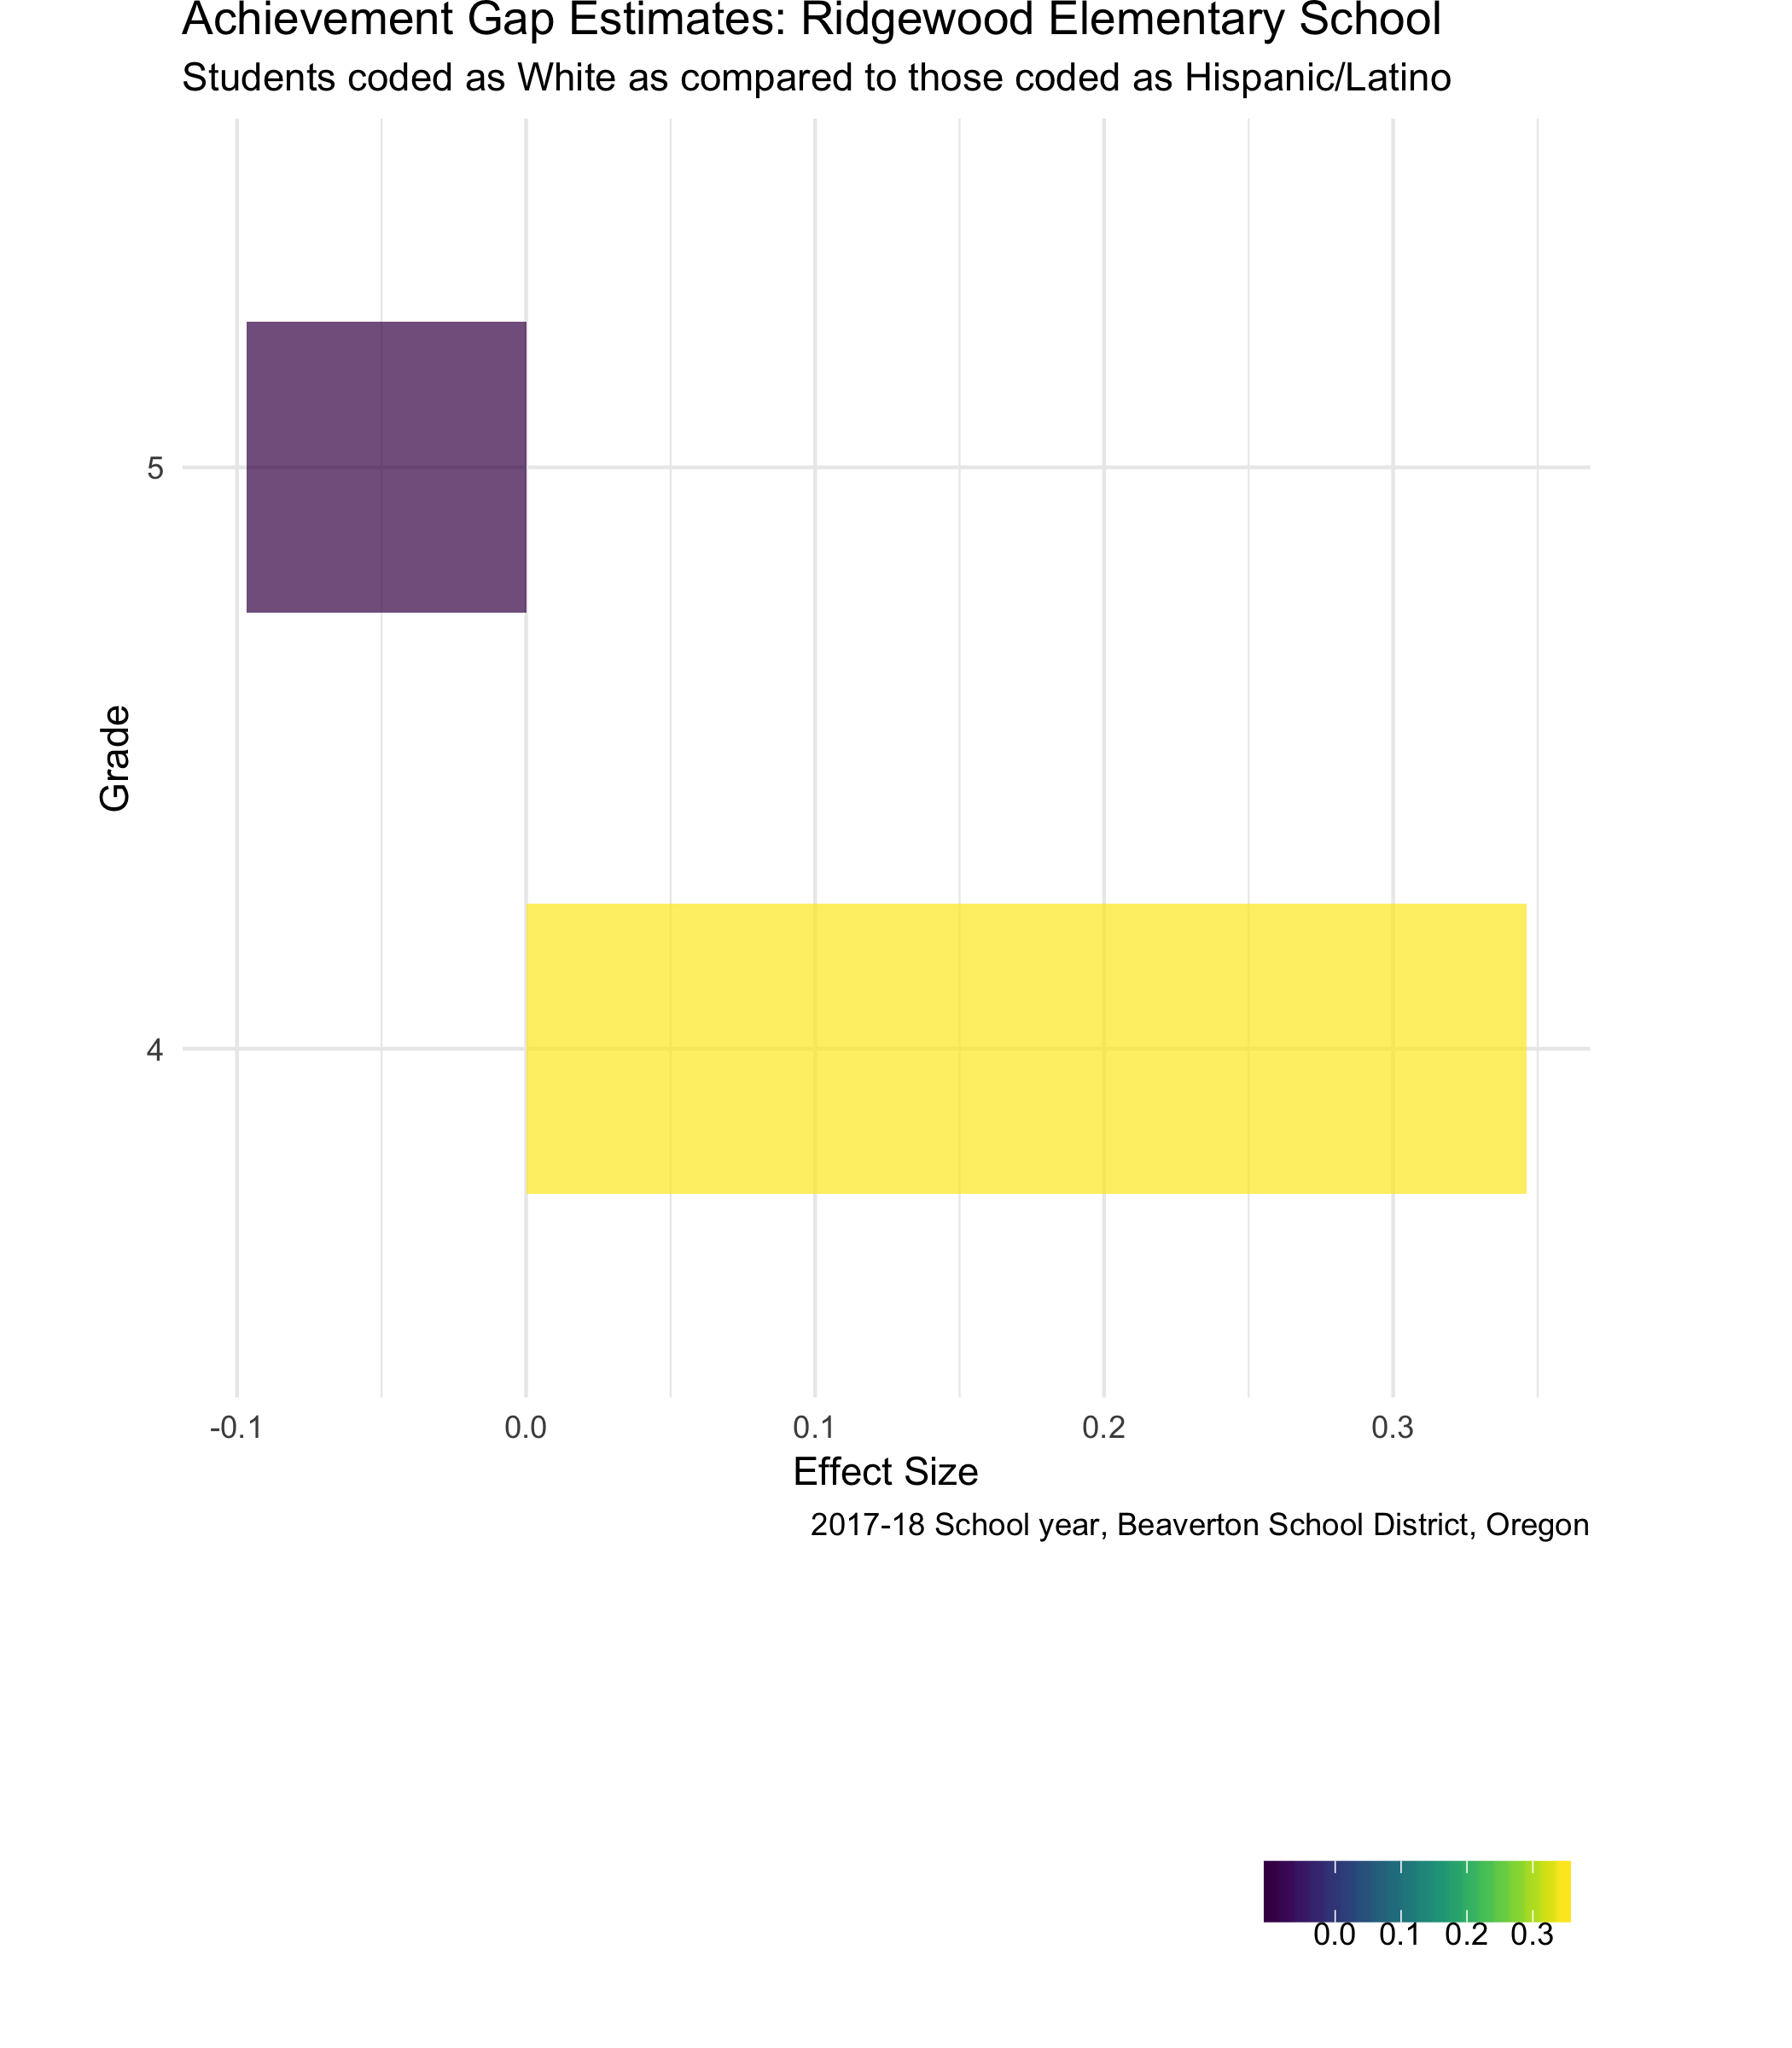 Achievement Gap Estimates: Ridgewood Elementary School
Students coded as White as compared to those coded as Hispanic/Latino
5
Grade
4
-0.1 0.0 0.1 0.2 0.3
Effect Size
2017-18 School year, Beaverton School District, Oregon
0.0 0.1 0.2 0.3